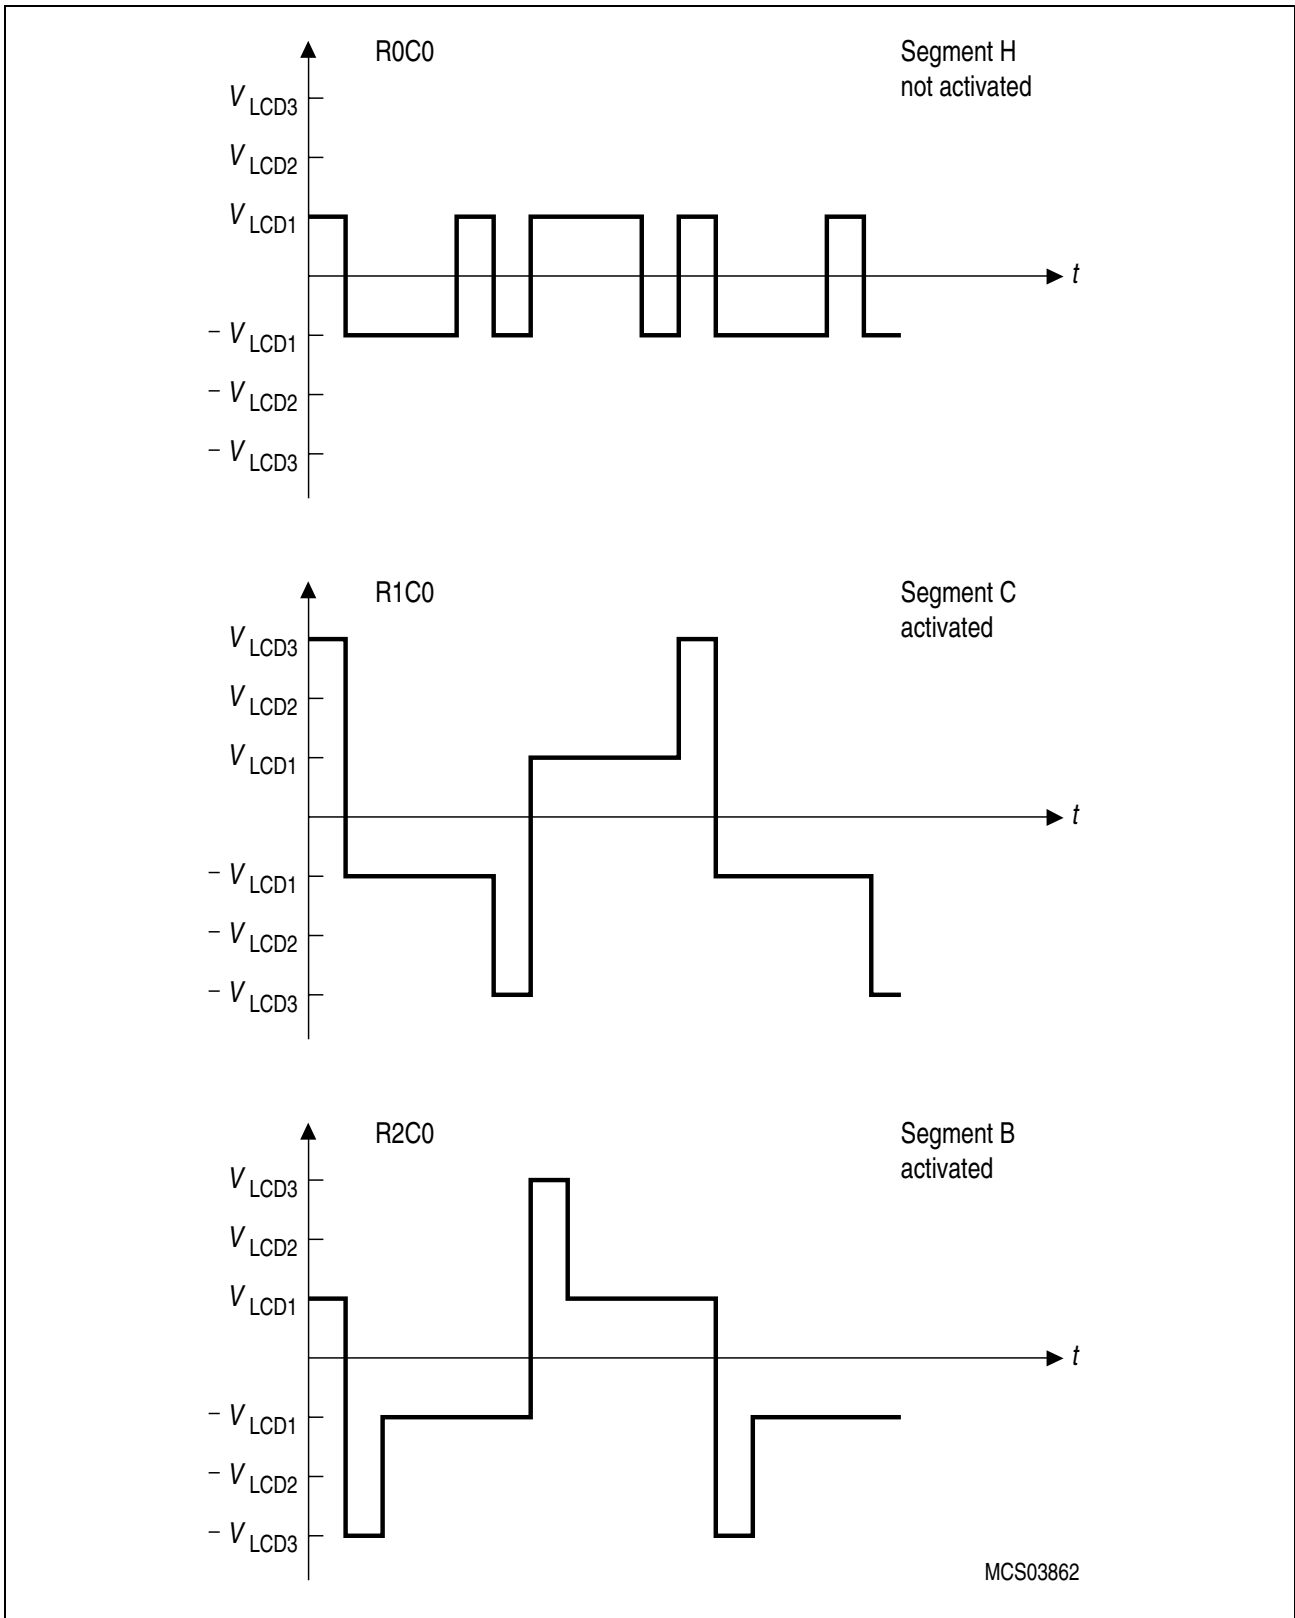 R0C0
Segment H
not activated
V LCD3
V LCD2
V LCD1
t
– V LCD1
– V LCD2
– V LCD3
R1C0
Segment C
activated
V LCD3
V LCD2
V LCD1
t
– V LCD1
– V LCD2
– V LCD3
R2C0
Segment B
activated
V LCD3
V LCD2
V LCD1
t
– V LCD1
– V LCD2
– V LCD3
MCS03862